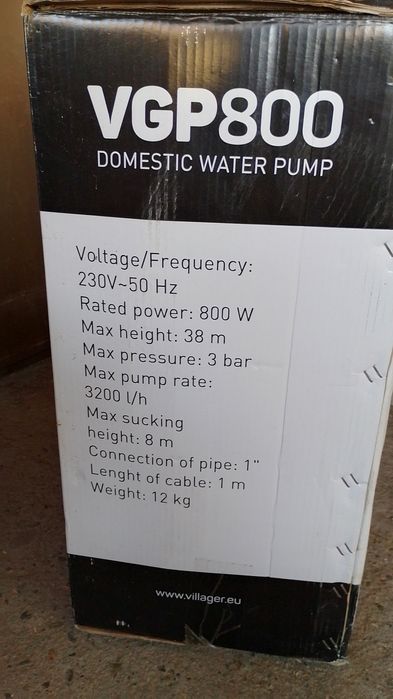 VGP800
DOMESTIC WATER PUMP
Voltage/Frequency:
230V~50 Hz
Rated power: 800 W
Max height: 38 m
Max pressure: 3 bar
Max pump rate:
3200 l/h
Max sucking
height: 8 m
Connection of pipe: 1"
Lenght of cable: 1 m
Weight: 12 kg
www.villager.eu